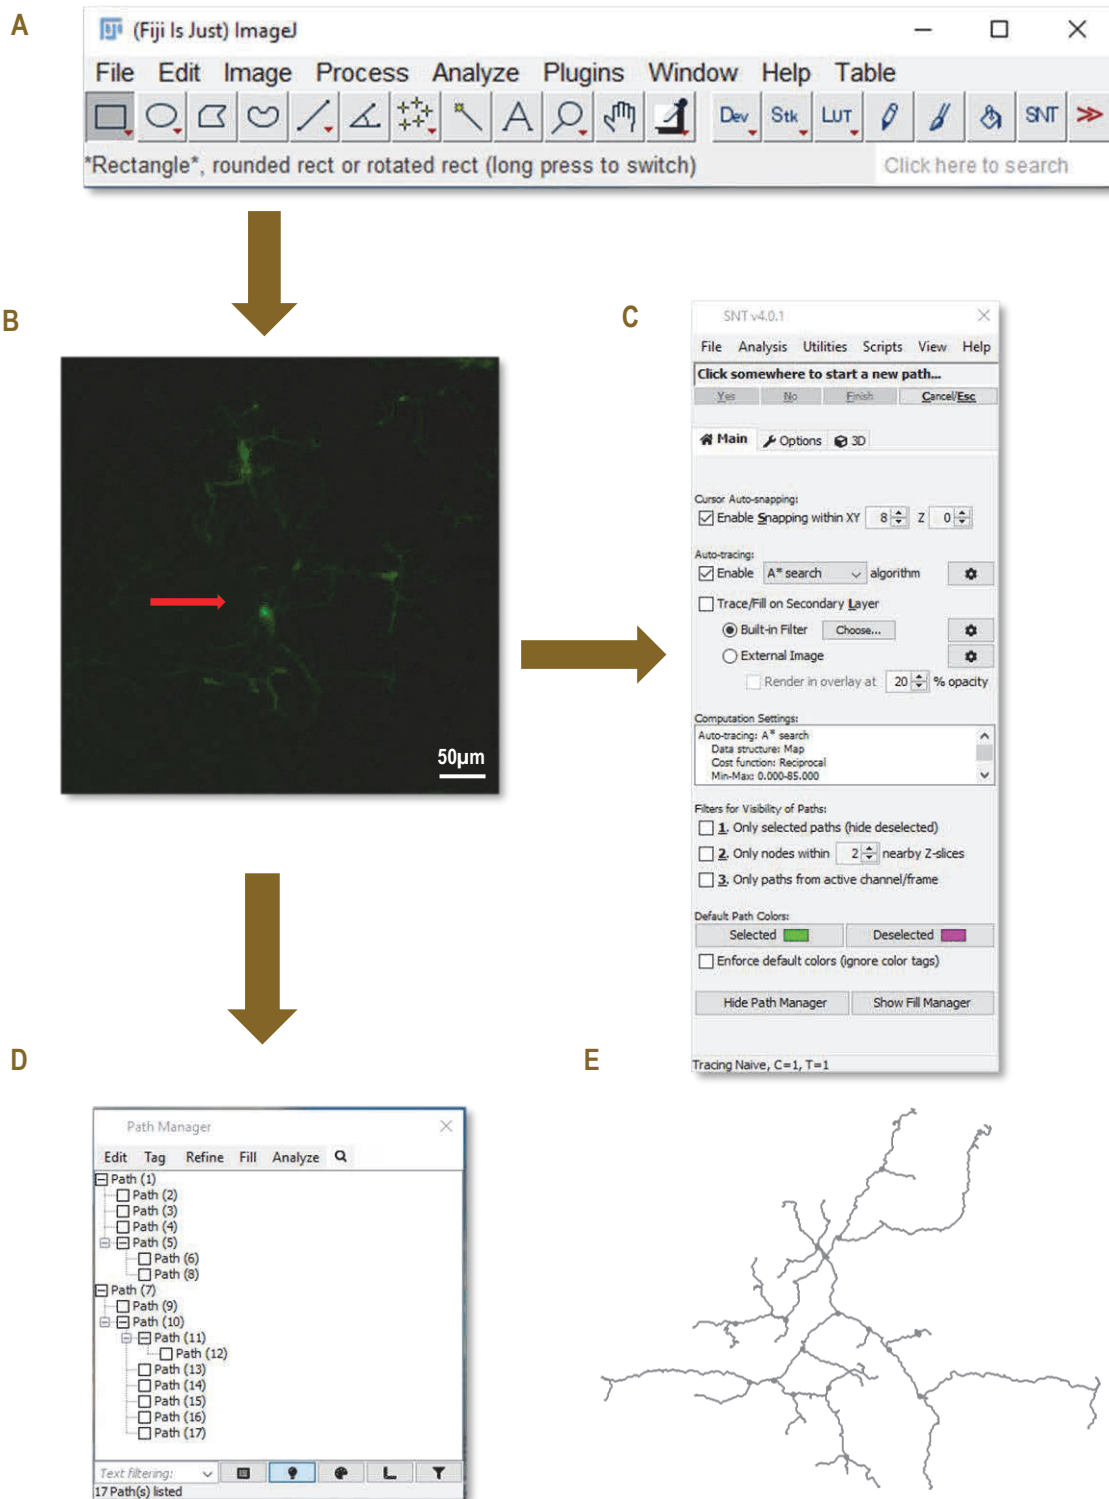 A
(Fiji Is Just) ImageJ
File Edit Image Process Analyze Plugins Window Help Table
Dev Stk LUT SNT
*Rectangle*, rounded rect or rotated rect (long press to switch)
Click here to search
B
50µm
C
SNT v4.0.1
File Analysis Utilities Scripts View Help
Click somewhere to start a new path...
Yes No Finish Cancel/Esc
Main Options 3D
Cursor Auto-snapping:
Enable Snapping within XY 8 Z 0
Auto-tracing:
Enable A* search algorithm
Trace/Fill on Secondary Layer
Built-in Filter Choose...
External Image
Render in overlay at 20 % opacity
Computation Settings:
Auto-tracing: A* search
Data structure: Map
Cost function: Reciprocal
Min-Max: 0.000-85.000
Filters for Visibility of Paths:
1. Only selected paths (hide deselected)
2. Only nodes within 2 nearby Z-slices
3. Only paths from active channel/frame
Default Path Colors:
Selected Deselected
Enforce default colors (ignore color tags)
Hide Path Manager Show Fill Manager
Tracing Naive, C=1, T=1
D
Path Manager
Edit Tag Refine Fill Analyze
Path (1)
Path (2)
Path (3)
Path (4)
Path (5)
Path (6)
Path (8)
Path (7)
Path (9)
Path (10)
Path (11)
Path (12)
Path (13)
Path (14)
Path (15)
Path (16)
Path (17)
Text filtering:
17 Path(s) listed
E